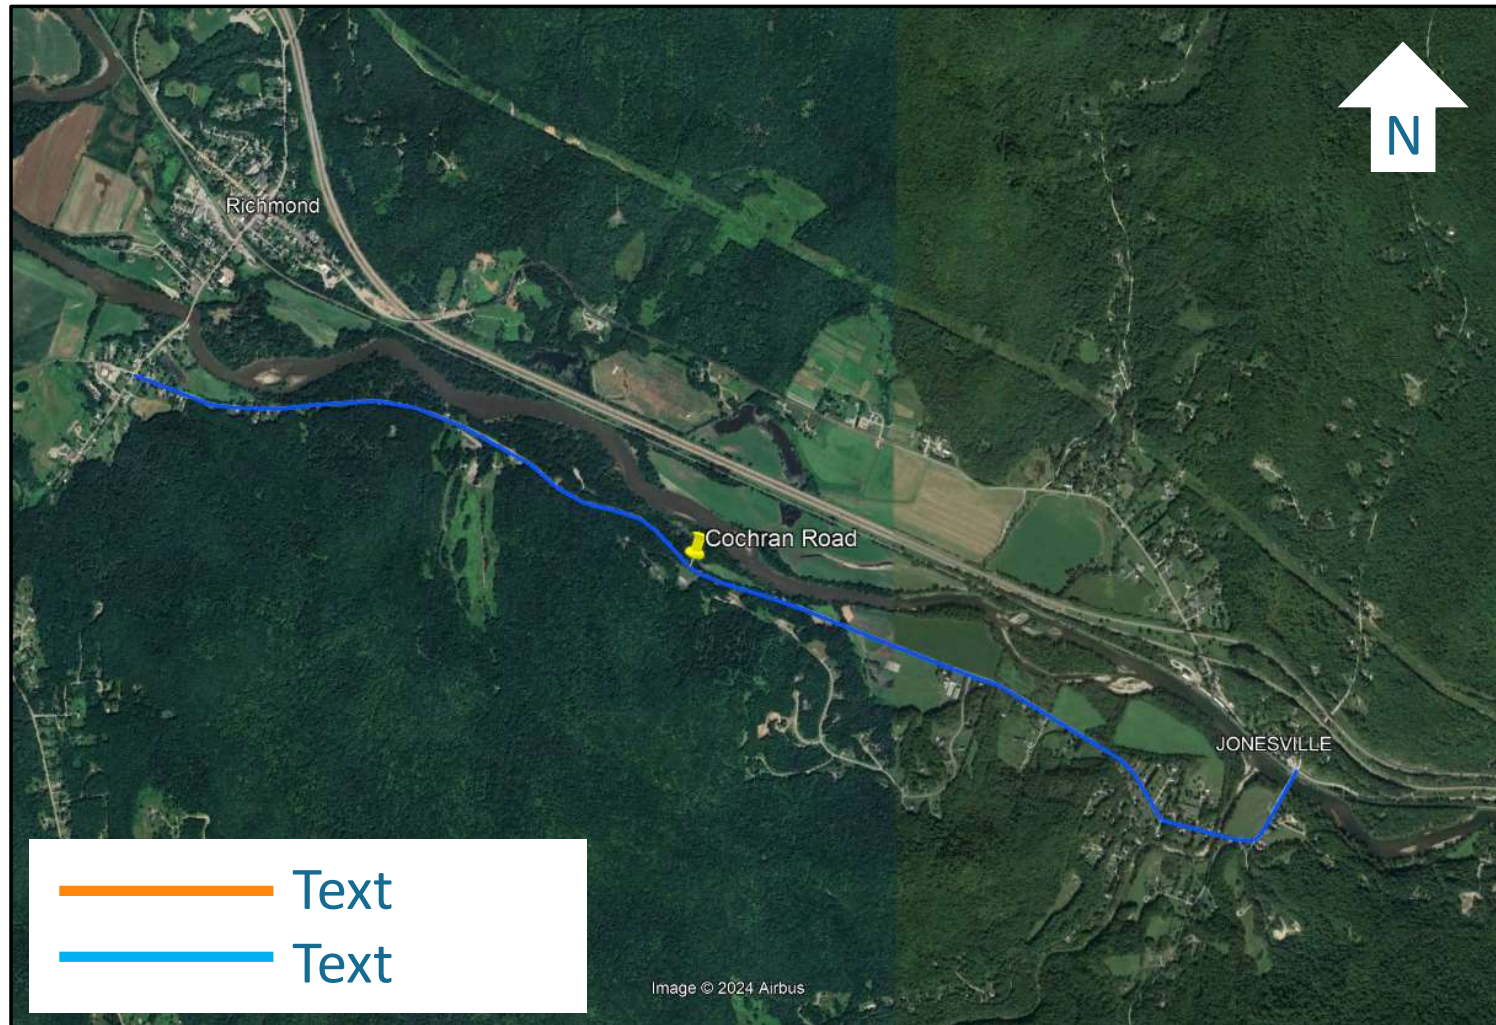 N
Richmond
Cochran Road
JONESVILLE
Text
Text
Image © 2024 Airbus